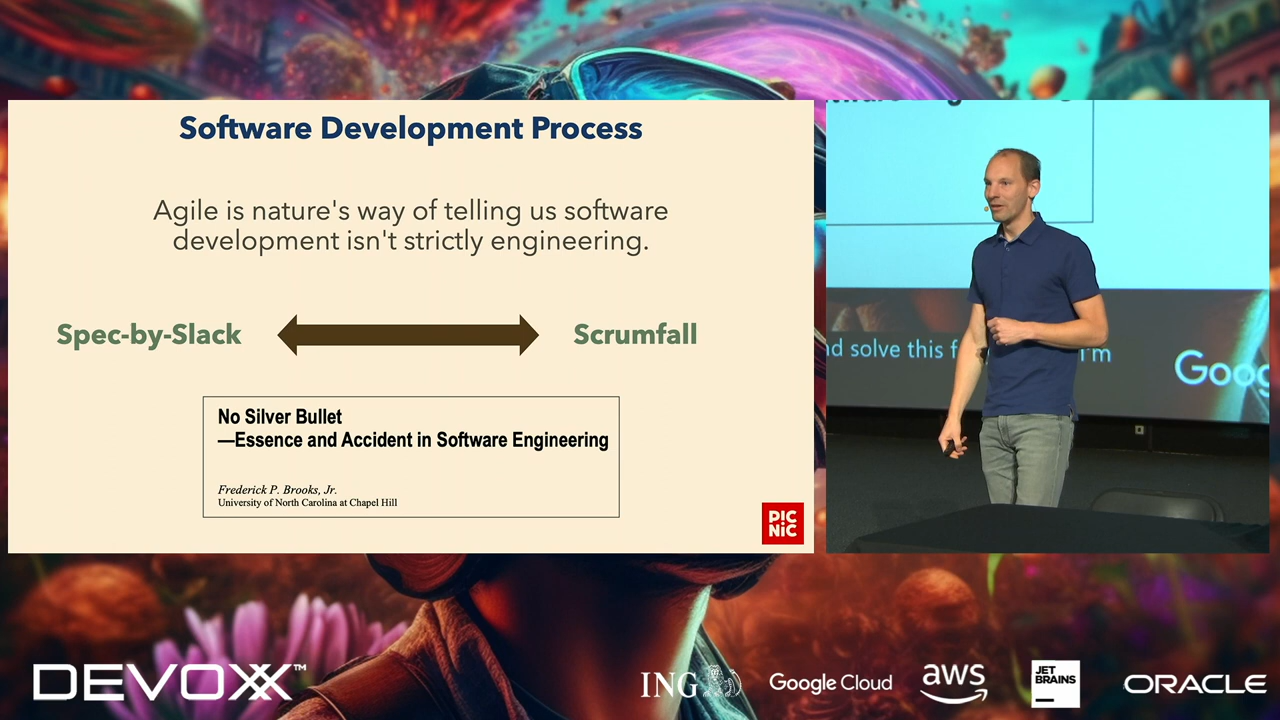 Software Development Process
Agile is nature's way of telling us software
development isn't strictly engineering.
Spec-by-Slack
Scrumfall
No Silver Bullet
—Essence and Accident in Software Engineering
Frederick P. Brooks, Jr.
University of North Carolina at Chapel Hill
PIC
NIC
nd solve this f
I'm
Goog
DEVOXX™
ING
Google Cloud
aws
JET
BRAINS
ORACLE